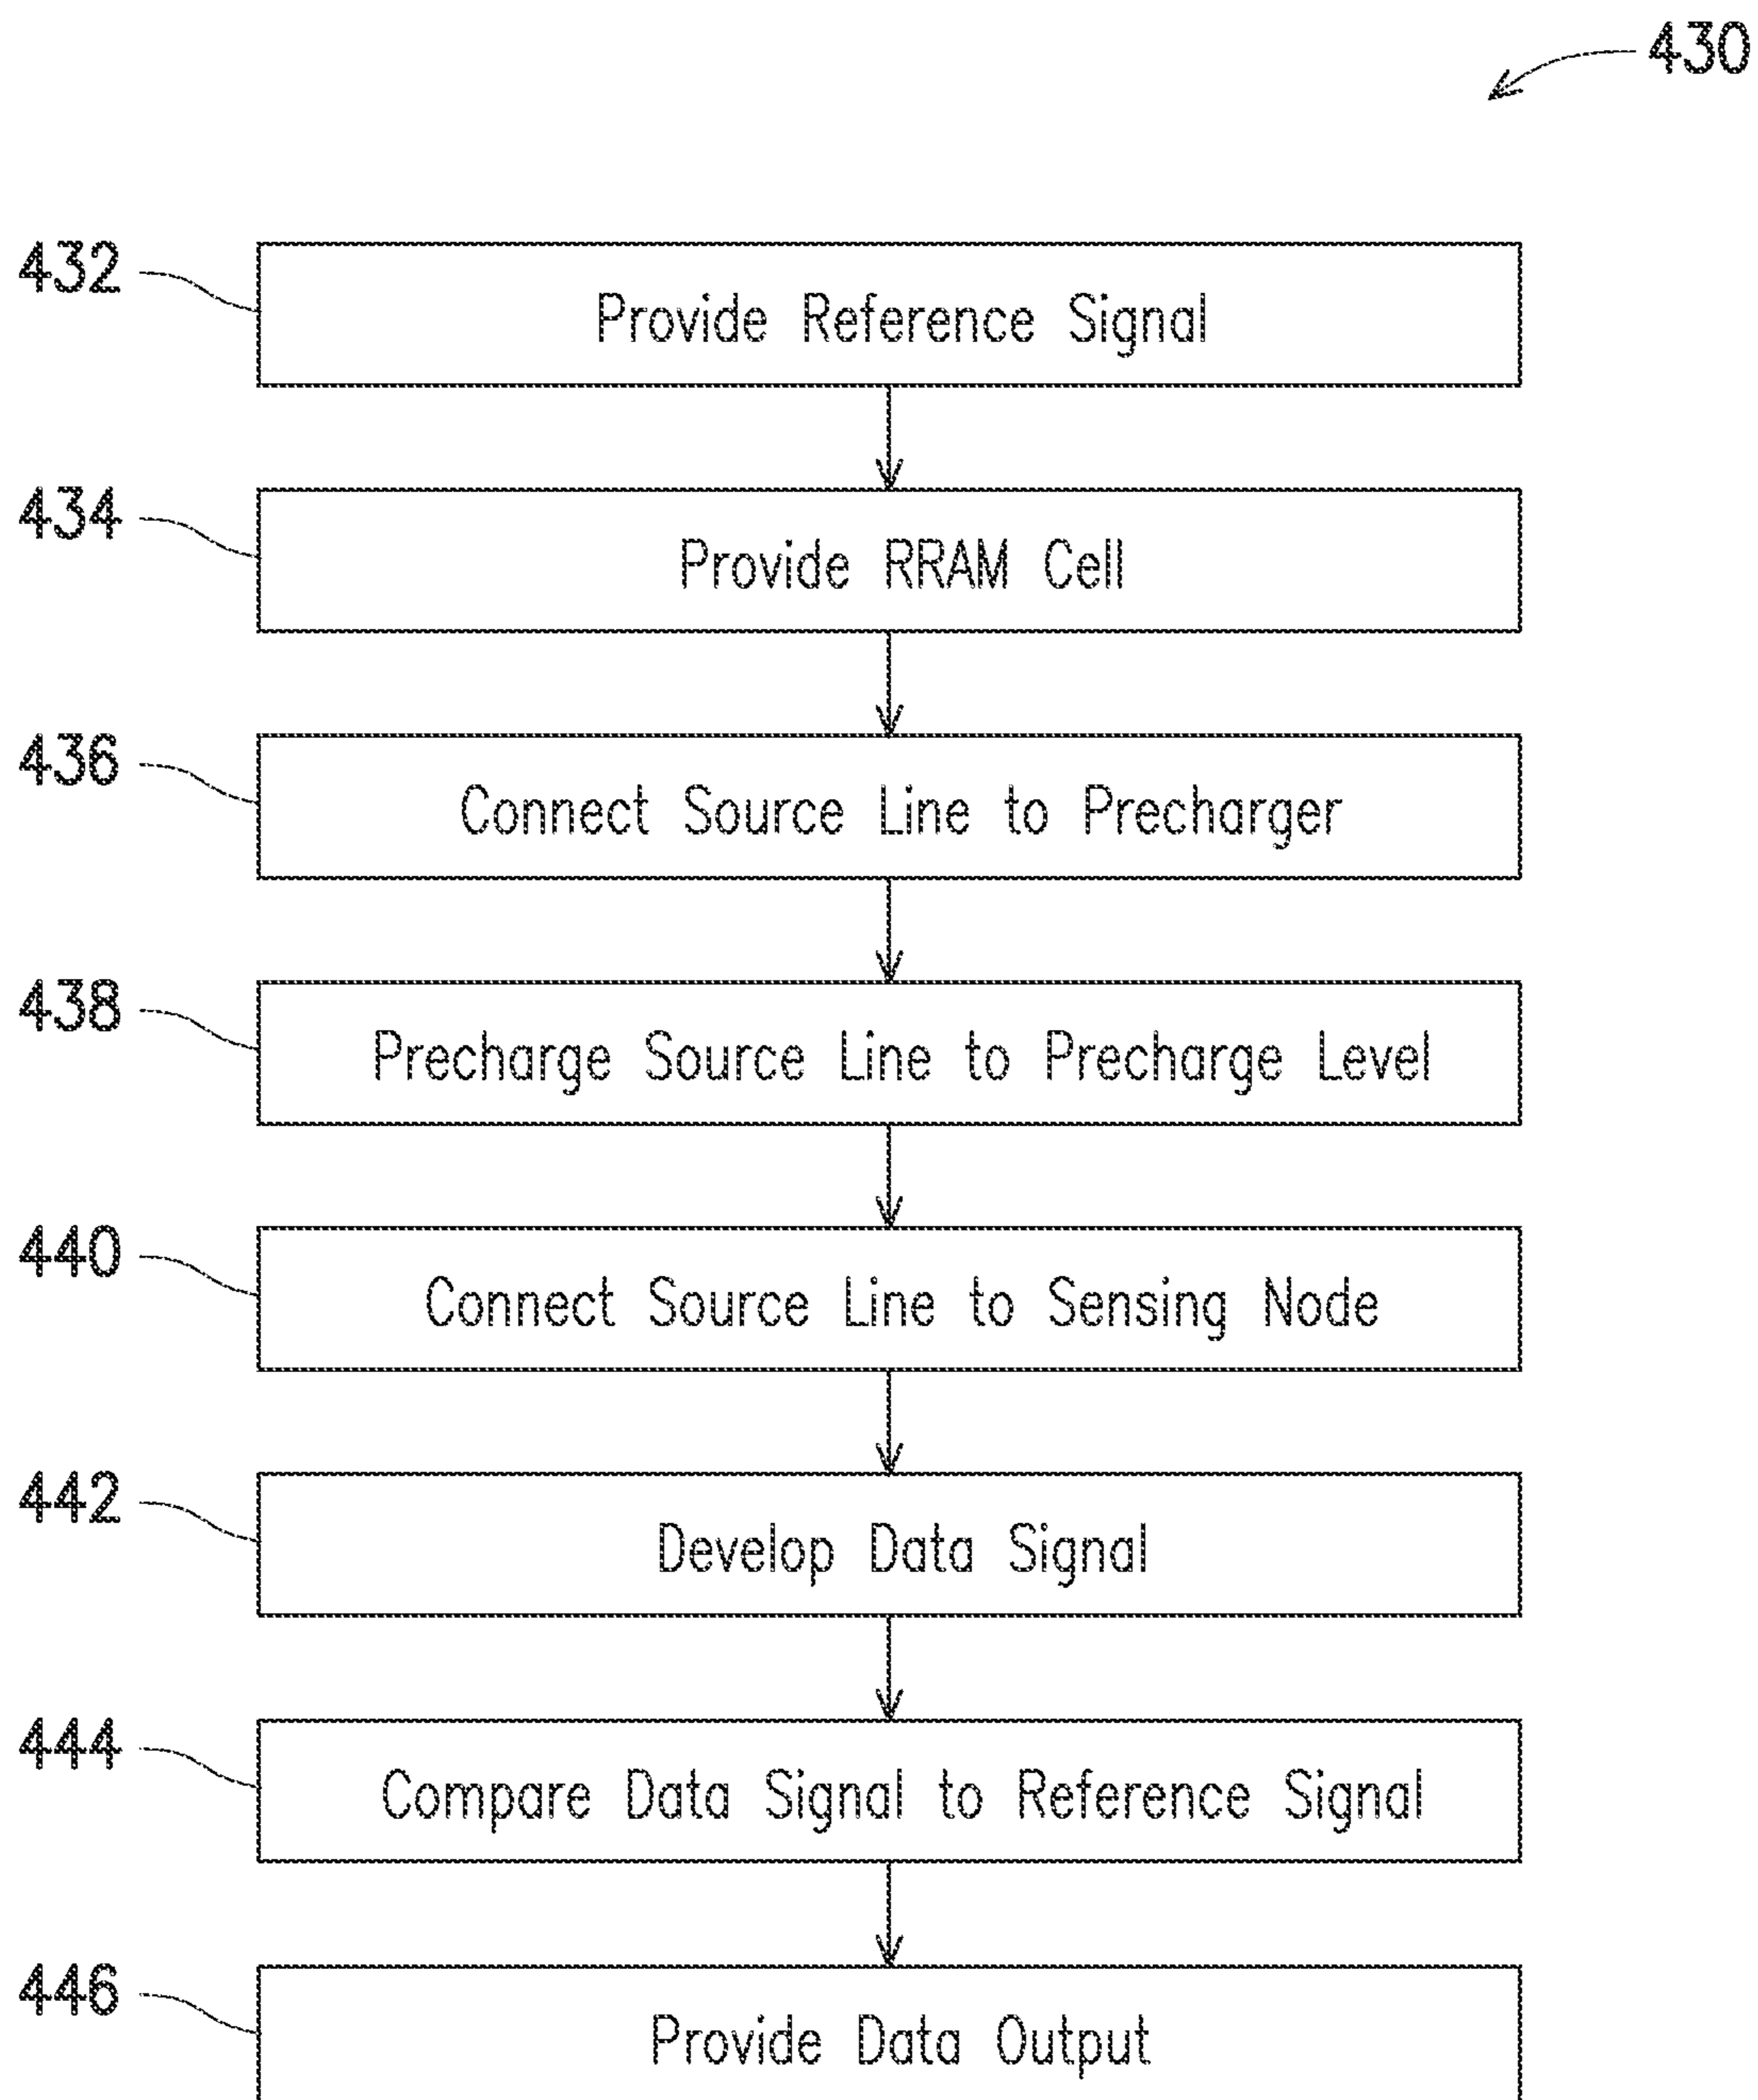 430
432
Provide Reference Signal
434
Provide RRAM Cell
436
Connect Source Line to Precharger
438
Precharge Source Line to Precharge Level
440
Connect Source Line to Sensing Node
442
Develop Data Signal
444
Compare Data Signal to Reference Signal
446
Provide Data Output